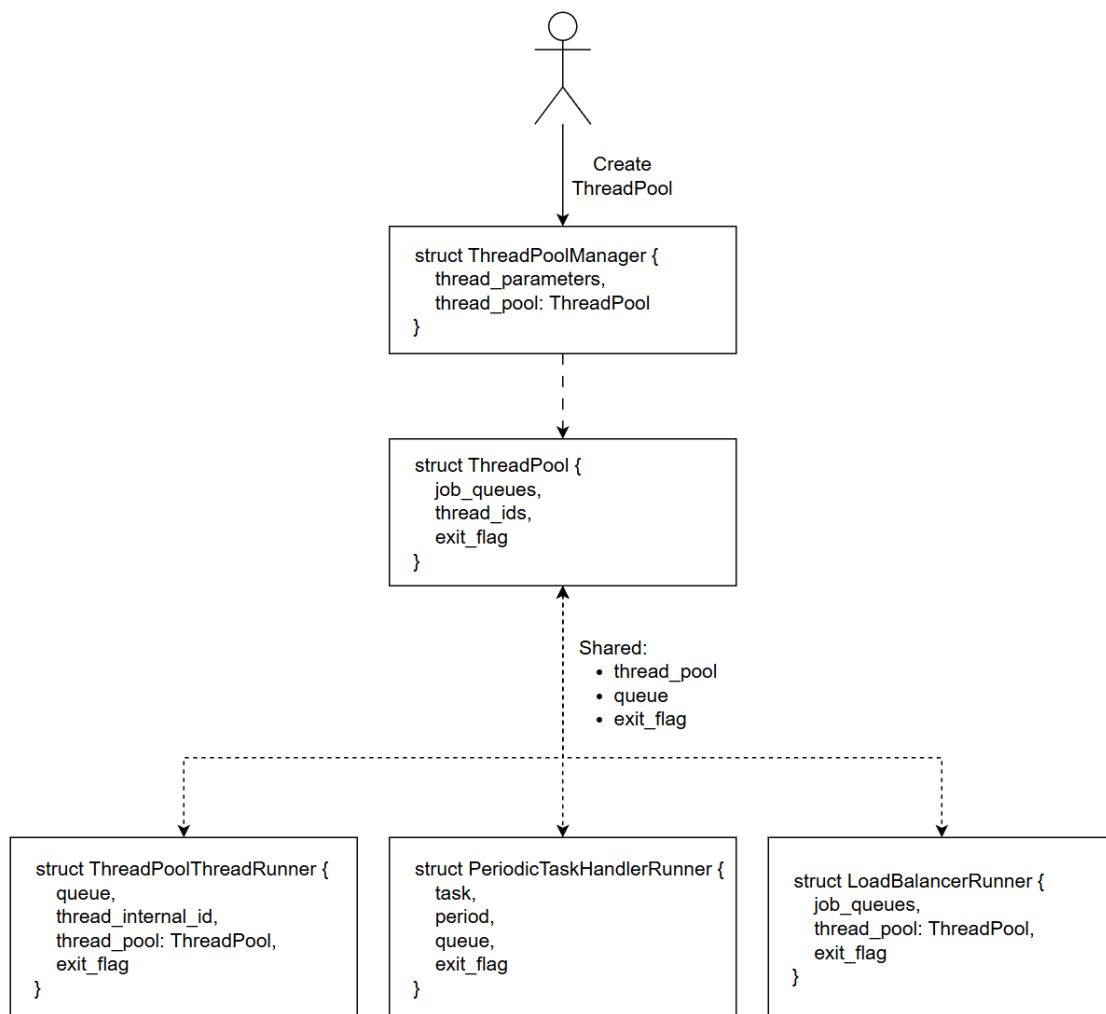 Create
ThreadPool
struct ThreadPoolManager {
thread_parameters,
thread_pool: ThreadPool
}
struct ThreadPool {
job_queues,
thread_ids,
exit_flag
}
Shared:
• thread_pool
• queue
• exit_flag
struct ThreadPoolThreadRunner {
queue,
thread_internal_id,
thread_pool: ThreadPool,
exit_flag
}
struct PeriodicTaskHandlerRunner {
task,
period,
queue,
exit_flag
}
struct LoadBalancerRunner {
job_queues,
thread_pool: ThreadPool,
exit_flag
}